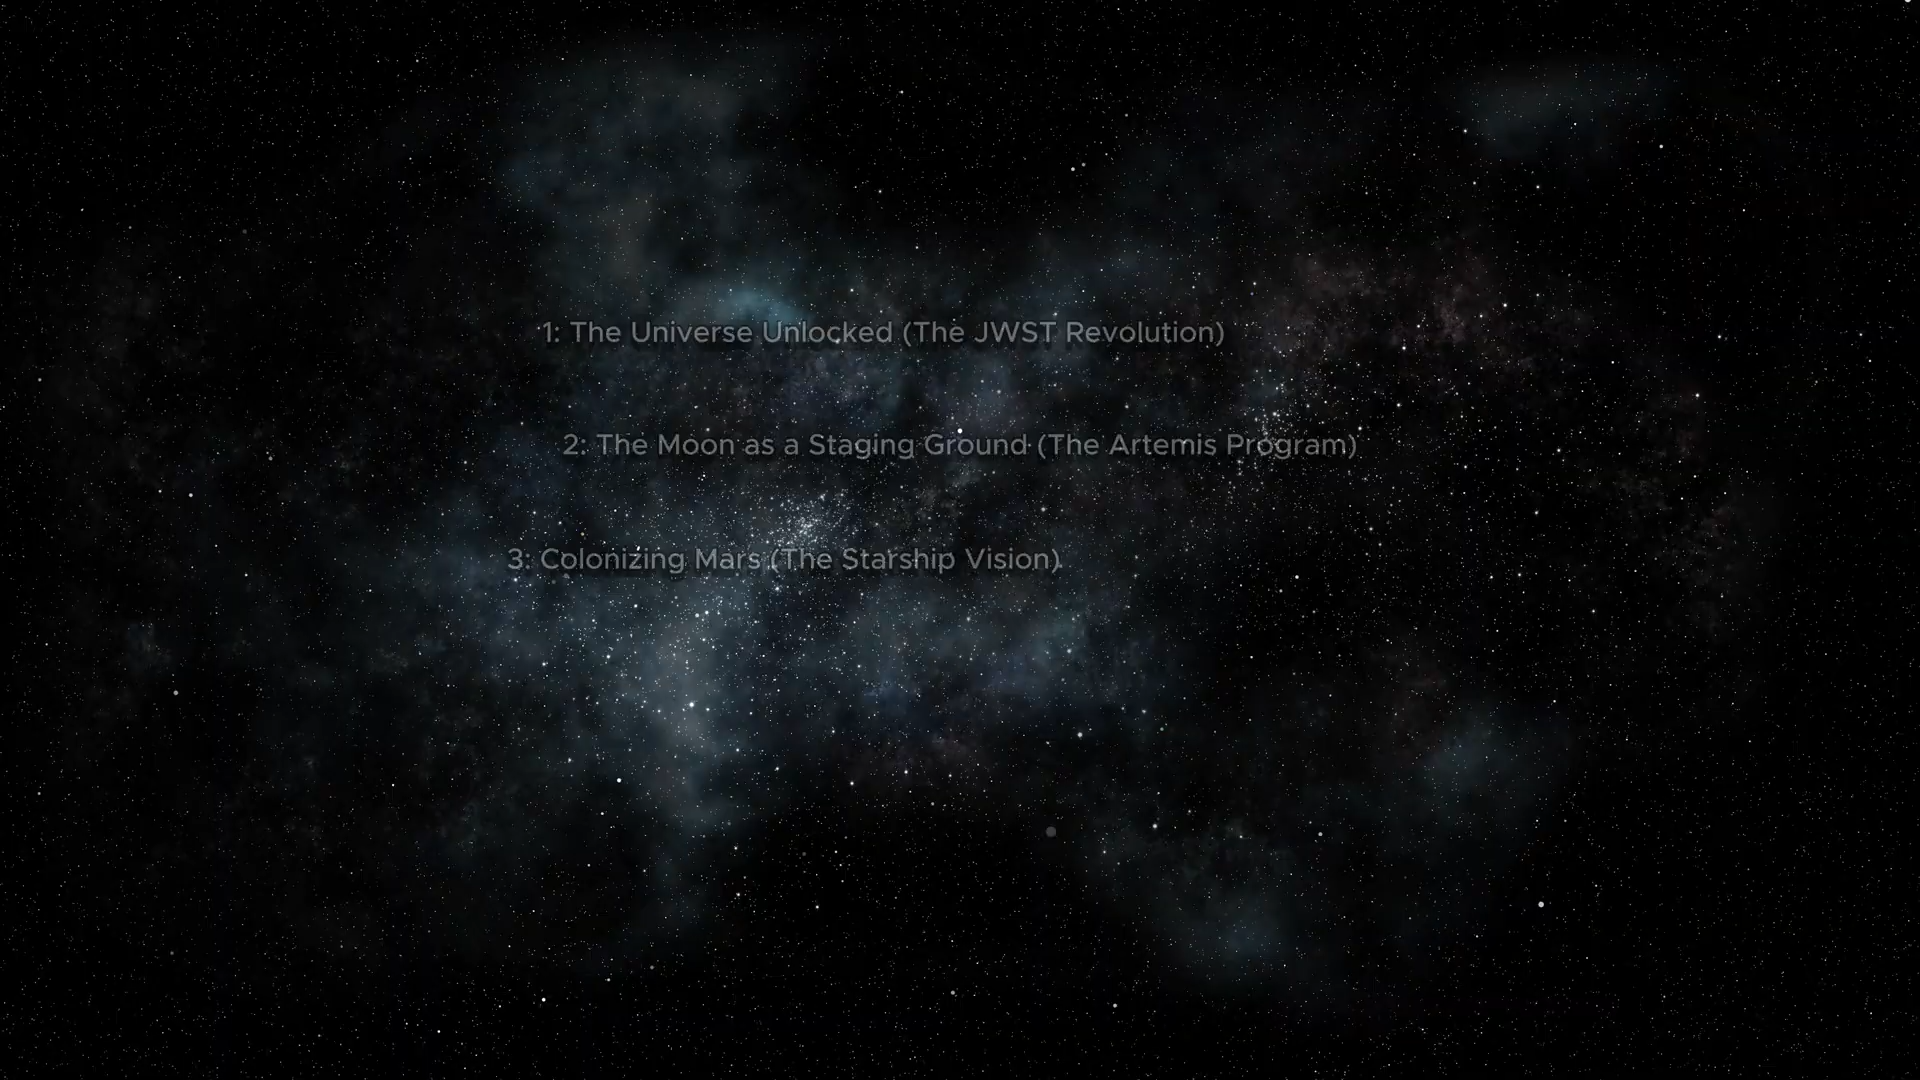 1: The Universe Unlocked (The JWST Revolution)
2: The Moon as a Staging Ground (The Artemis Program)
3: Colonizing Mars (The Starship Vision)